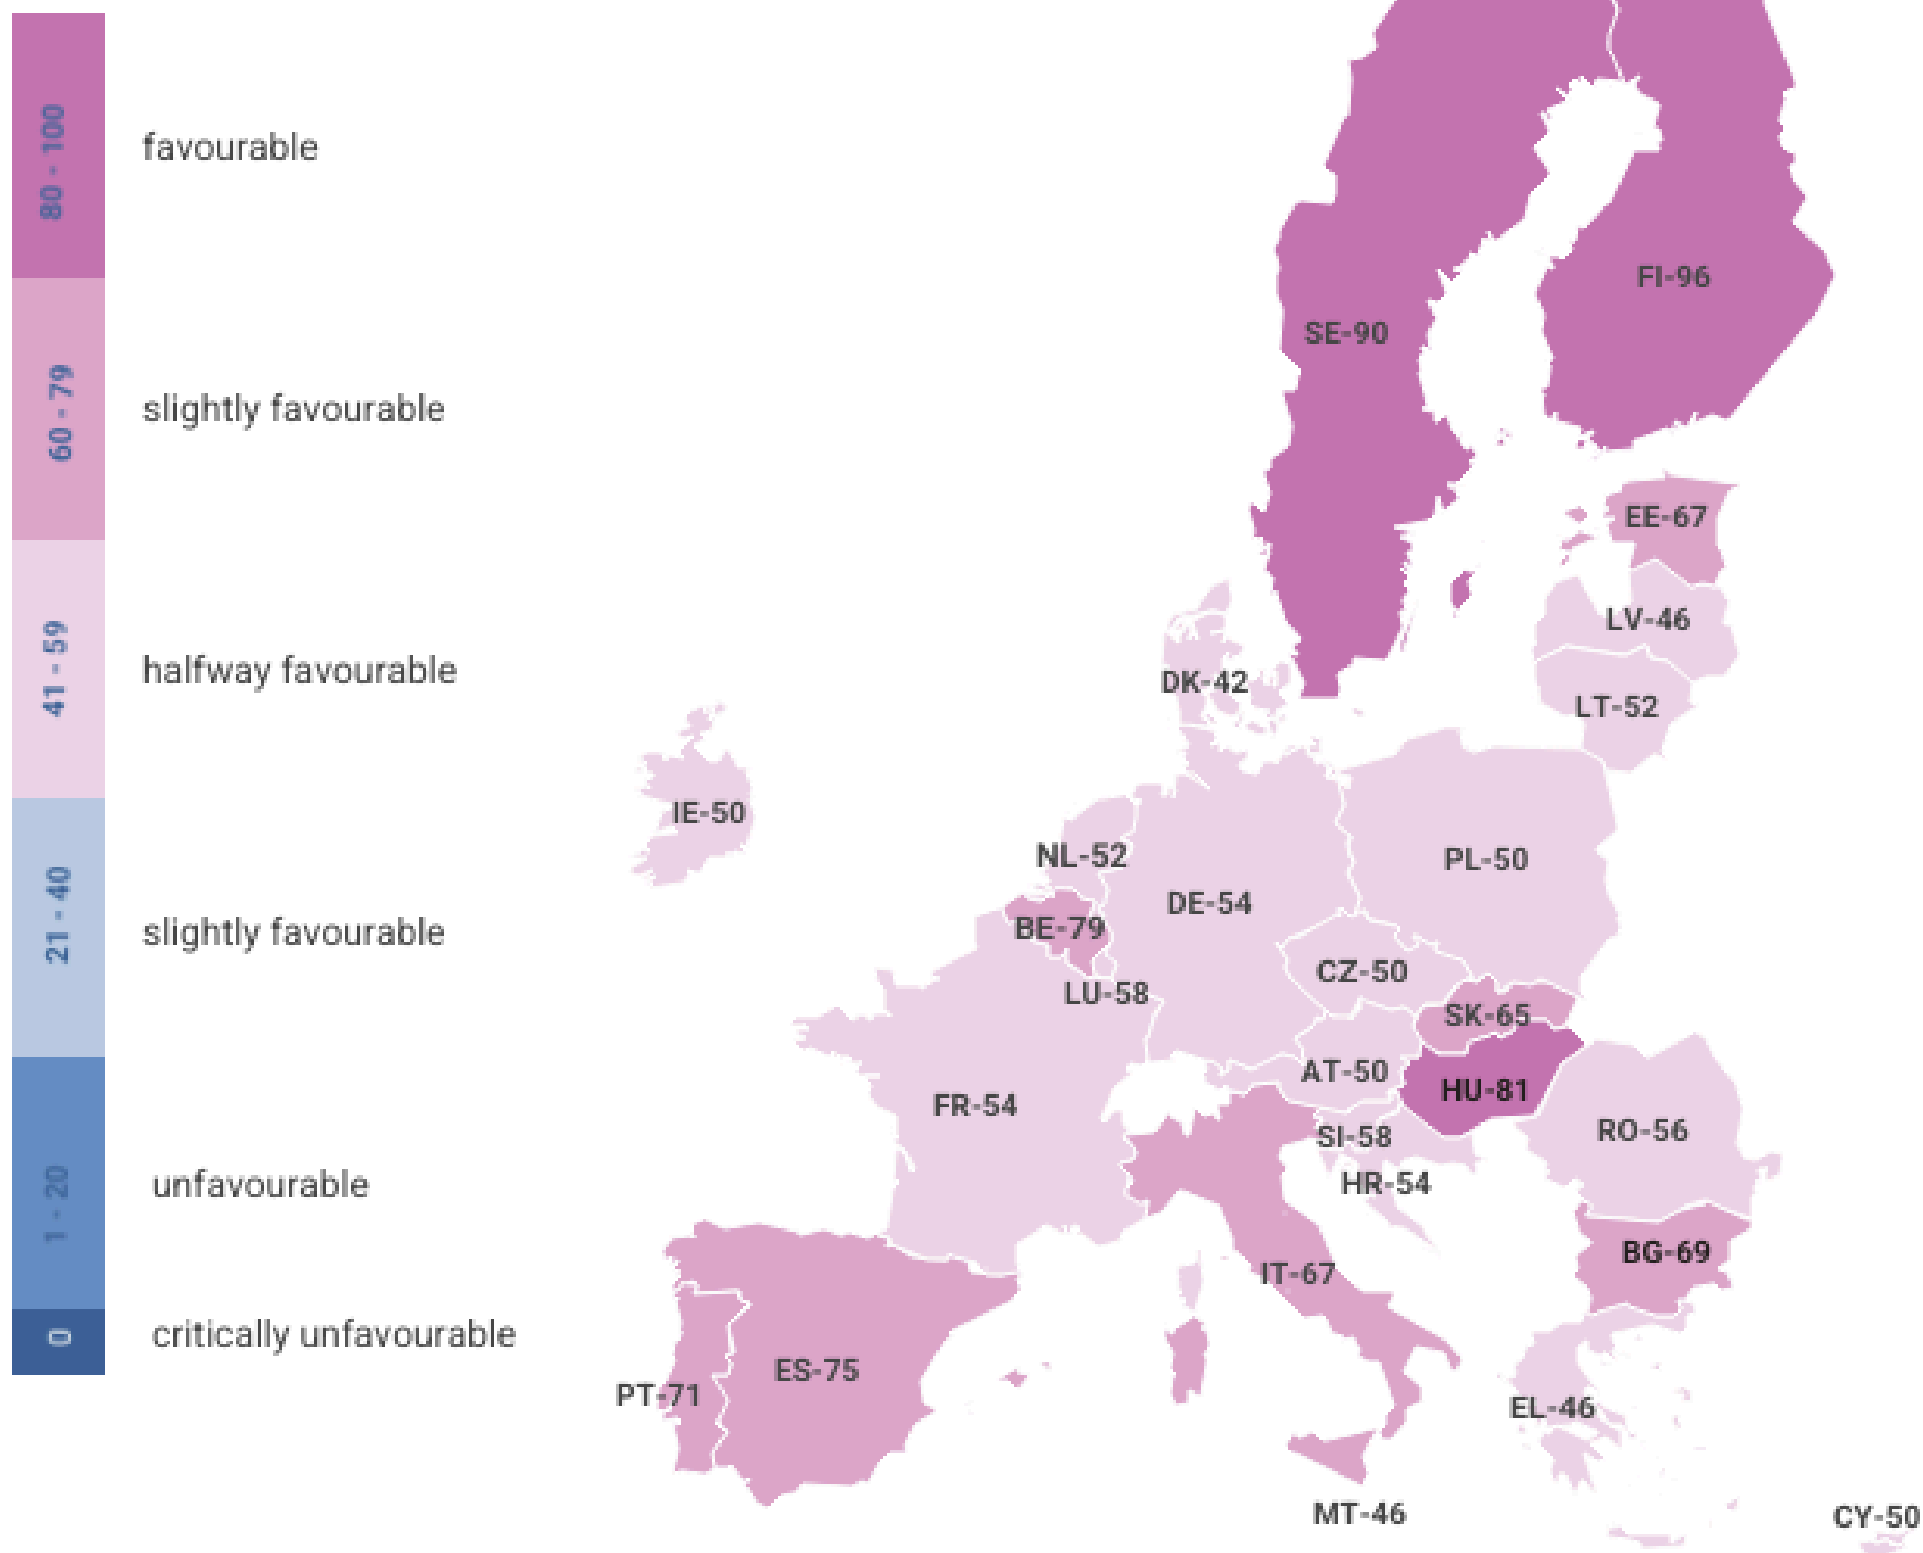 80 - 100
favourable
60 - 79
slightly favourable
41 - 59
halfway favourable
21 - 40
slightly favourable
1 - 20
unfavourable
0
critically unfavourable
FI-96
SE-90
EE-67
LV-46
DK-42
LT-52
IE-50
NL-52
PL-50
DE-54
BE-79
CZ-50
LU-58
SK-65
AT-50
HU-81
FR-54
SI-58
RO-56
HR-54
BG-69
IT-67
ES-75
PT-71
EL-46
MT-46
CY-50